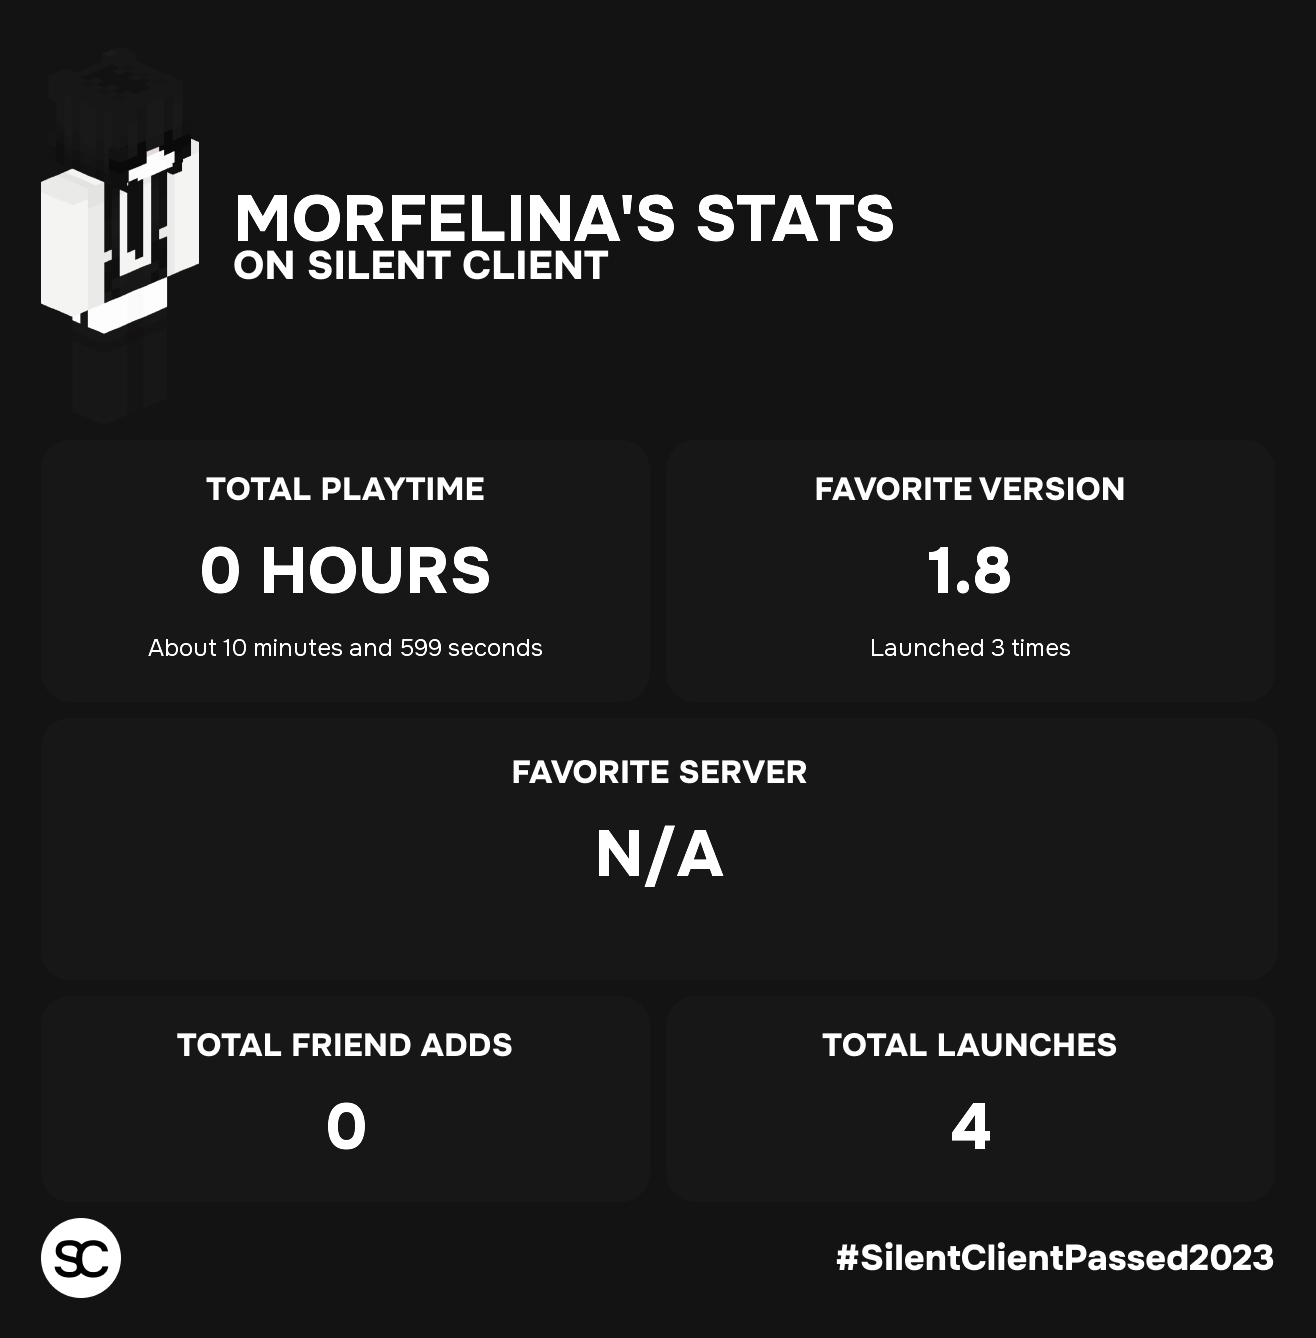 MORFELINA'S STATS
ON SILENT CLIENT
TOTAL PLAYTIME
0 HOURS
About 10 minutes and 599 seconds
FAVORITE VERSION
1.8
Launched 3 times
FAVORITE SERVER
N/A
TOTAL FRIEND ADDS
0
TOTAL LAUNCHES
4
SC
#SilentClientPassed2023